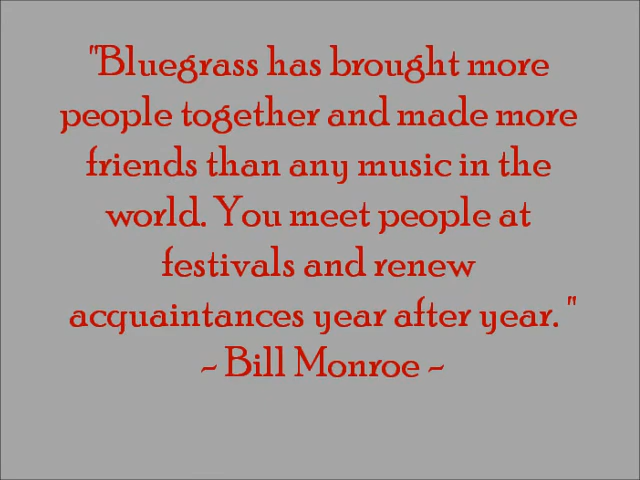 "Bluegrass has brought more
people together and made more
friends than any music in the
world. You meet people at
festivals and renew
acquaintances year after year. "
~ Bill Monroe ~